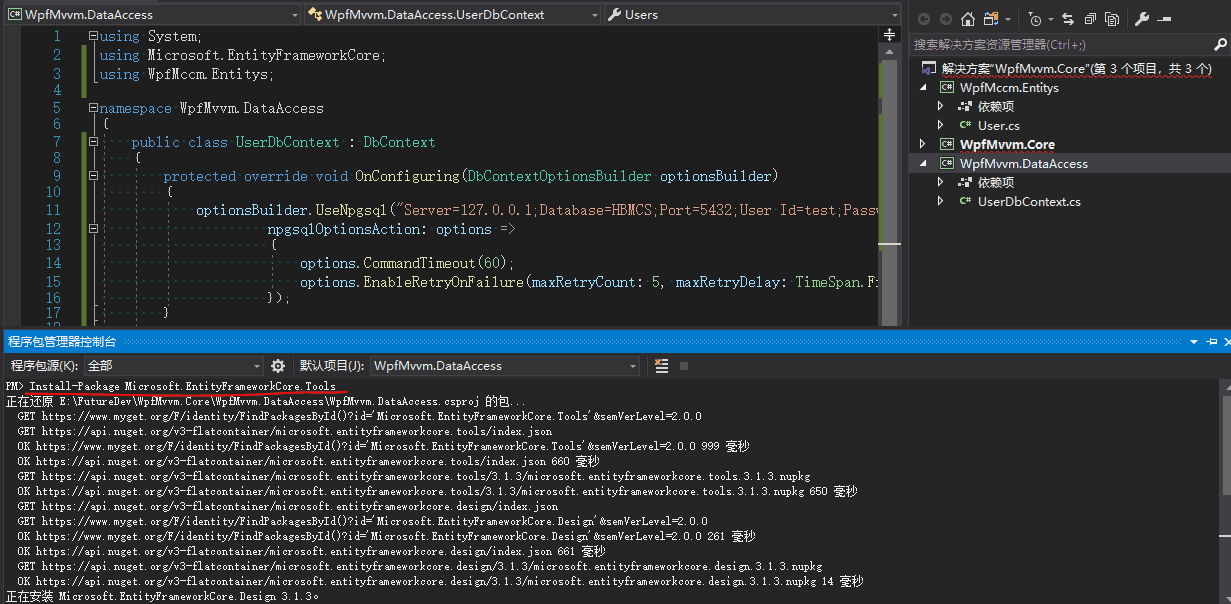 WpfMvvm.DataAccess
WpfMvvm.DataAccess.UserDbContext
Users
1 using System;
2 using Microsoft.EntityFrameworkCore;
3 using WpfMccm.Entitys;
4
5 namespace WpfMvvm.DataAccess
6 {
7 public class UserDbContext : DbContext
8 {
9 protected override void OnConfiguring(DbContextOptionsBuilder optionsBuilder)
10 {
11 optionsBuilder.UseNpgsql("Server=127.0.0.1;Database=HBMCS;Port=5432;User Id=test;Passw
12 npgsqlOptionsAction: options =>
13 {
14 options.CommandTimeout(60);
15 options.EnableRetryOnFailure(maxRetryCount: 5, maxRetryDelay: TimeSpan.Fr
16 });
17 }
搜索解决方案资源管理器(Ctrl+;)
解决方案"WpfMvvm.Core"(第 3 个项目，共 3 个)
C# WpfMccm.Entitys
依赖项
C# User.cs
C# WpfMvvm.Core
C# WpfMvvm.DataAccess
依赖项
C# UserDbContext.cs
程序包管理器控制台
程序包源(K): 全部 默认项目(J): WpfMvvm.DataAccess
PM> Install-Package Microsoft.EntityFrameworkCore.Tools
正在还原 E:\FutureDev\WpfMvvm.Core\WpfMvvm.DataAccess\WpfMvvm.DataAccess.csproj 的包...
GET https://www.myget.org/F/identity/FindPackagesById()?id='Microsoft.EntityFrameworkCore.Tools'&semVerLevel=2.0.0
GET https://api.nuget.org/v3-flatcontainer/microsoft.entityframeworkcore.tools/index.json
OK https://www.myget.org/F/identity/FindPackagesById()?id='Microsoft.EntityFrameworkCore.Tools'&semVerLevel=2.0.0 999 毫秒
OK https://api.nuget.org/v3-flatcontainer/microsoft.entityframeworkcore.tools/index.json 660 毫秒
GET https://api.nuget.org/v3-flatcontainer/microsoft.entityframeworkcore.tools/3.1.3/microsoft.entityframeworkcore.tools.3.1.3.nupkg
OK https://api.nuget.org/v3-flatcontainer/microsoft.entityframeworkcore.tools/3.1.3/microsoft.entityframeworkcore.tools.3.1.3.nupkg 650 毫秒
GET https://api.nuget.org/v3-flatcontainer/microsoft.entityframeworkcore.design/index.json
GET https://www.myget.org/F/identity/FindPackagesById()?id='Microsoft.EntityFrameworkCore.Design'&semVerLevel=2.0.0
OK https://www.myget.org/F/identity/FindPackagesById()?id='Microsoft.EntityFrameworkCore.Design'&semVerLevel=2.0.0 261 毫秒
OK https://api.nuget.org/v3-flatcontainer/microsoft.entityframeworkcore.design/index.json 661 毫秒
GET https://api.nuget.org/v3-flatcontainer/microsoft.entityframeworkcore.design/3.1.3/microsoft.entityframeworkcore.design.3.1.3.nupkg
OK https://api.nuget.org/v3-flatcontainer/microsoft.entityframeworkcore.design/3.1.3/microsoft.entityframeworkcore.design.3.1.3.nupkg 14 毫秒
正在安装 Microsoft.EntityFrameworkCore.Design 3.1.3。